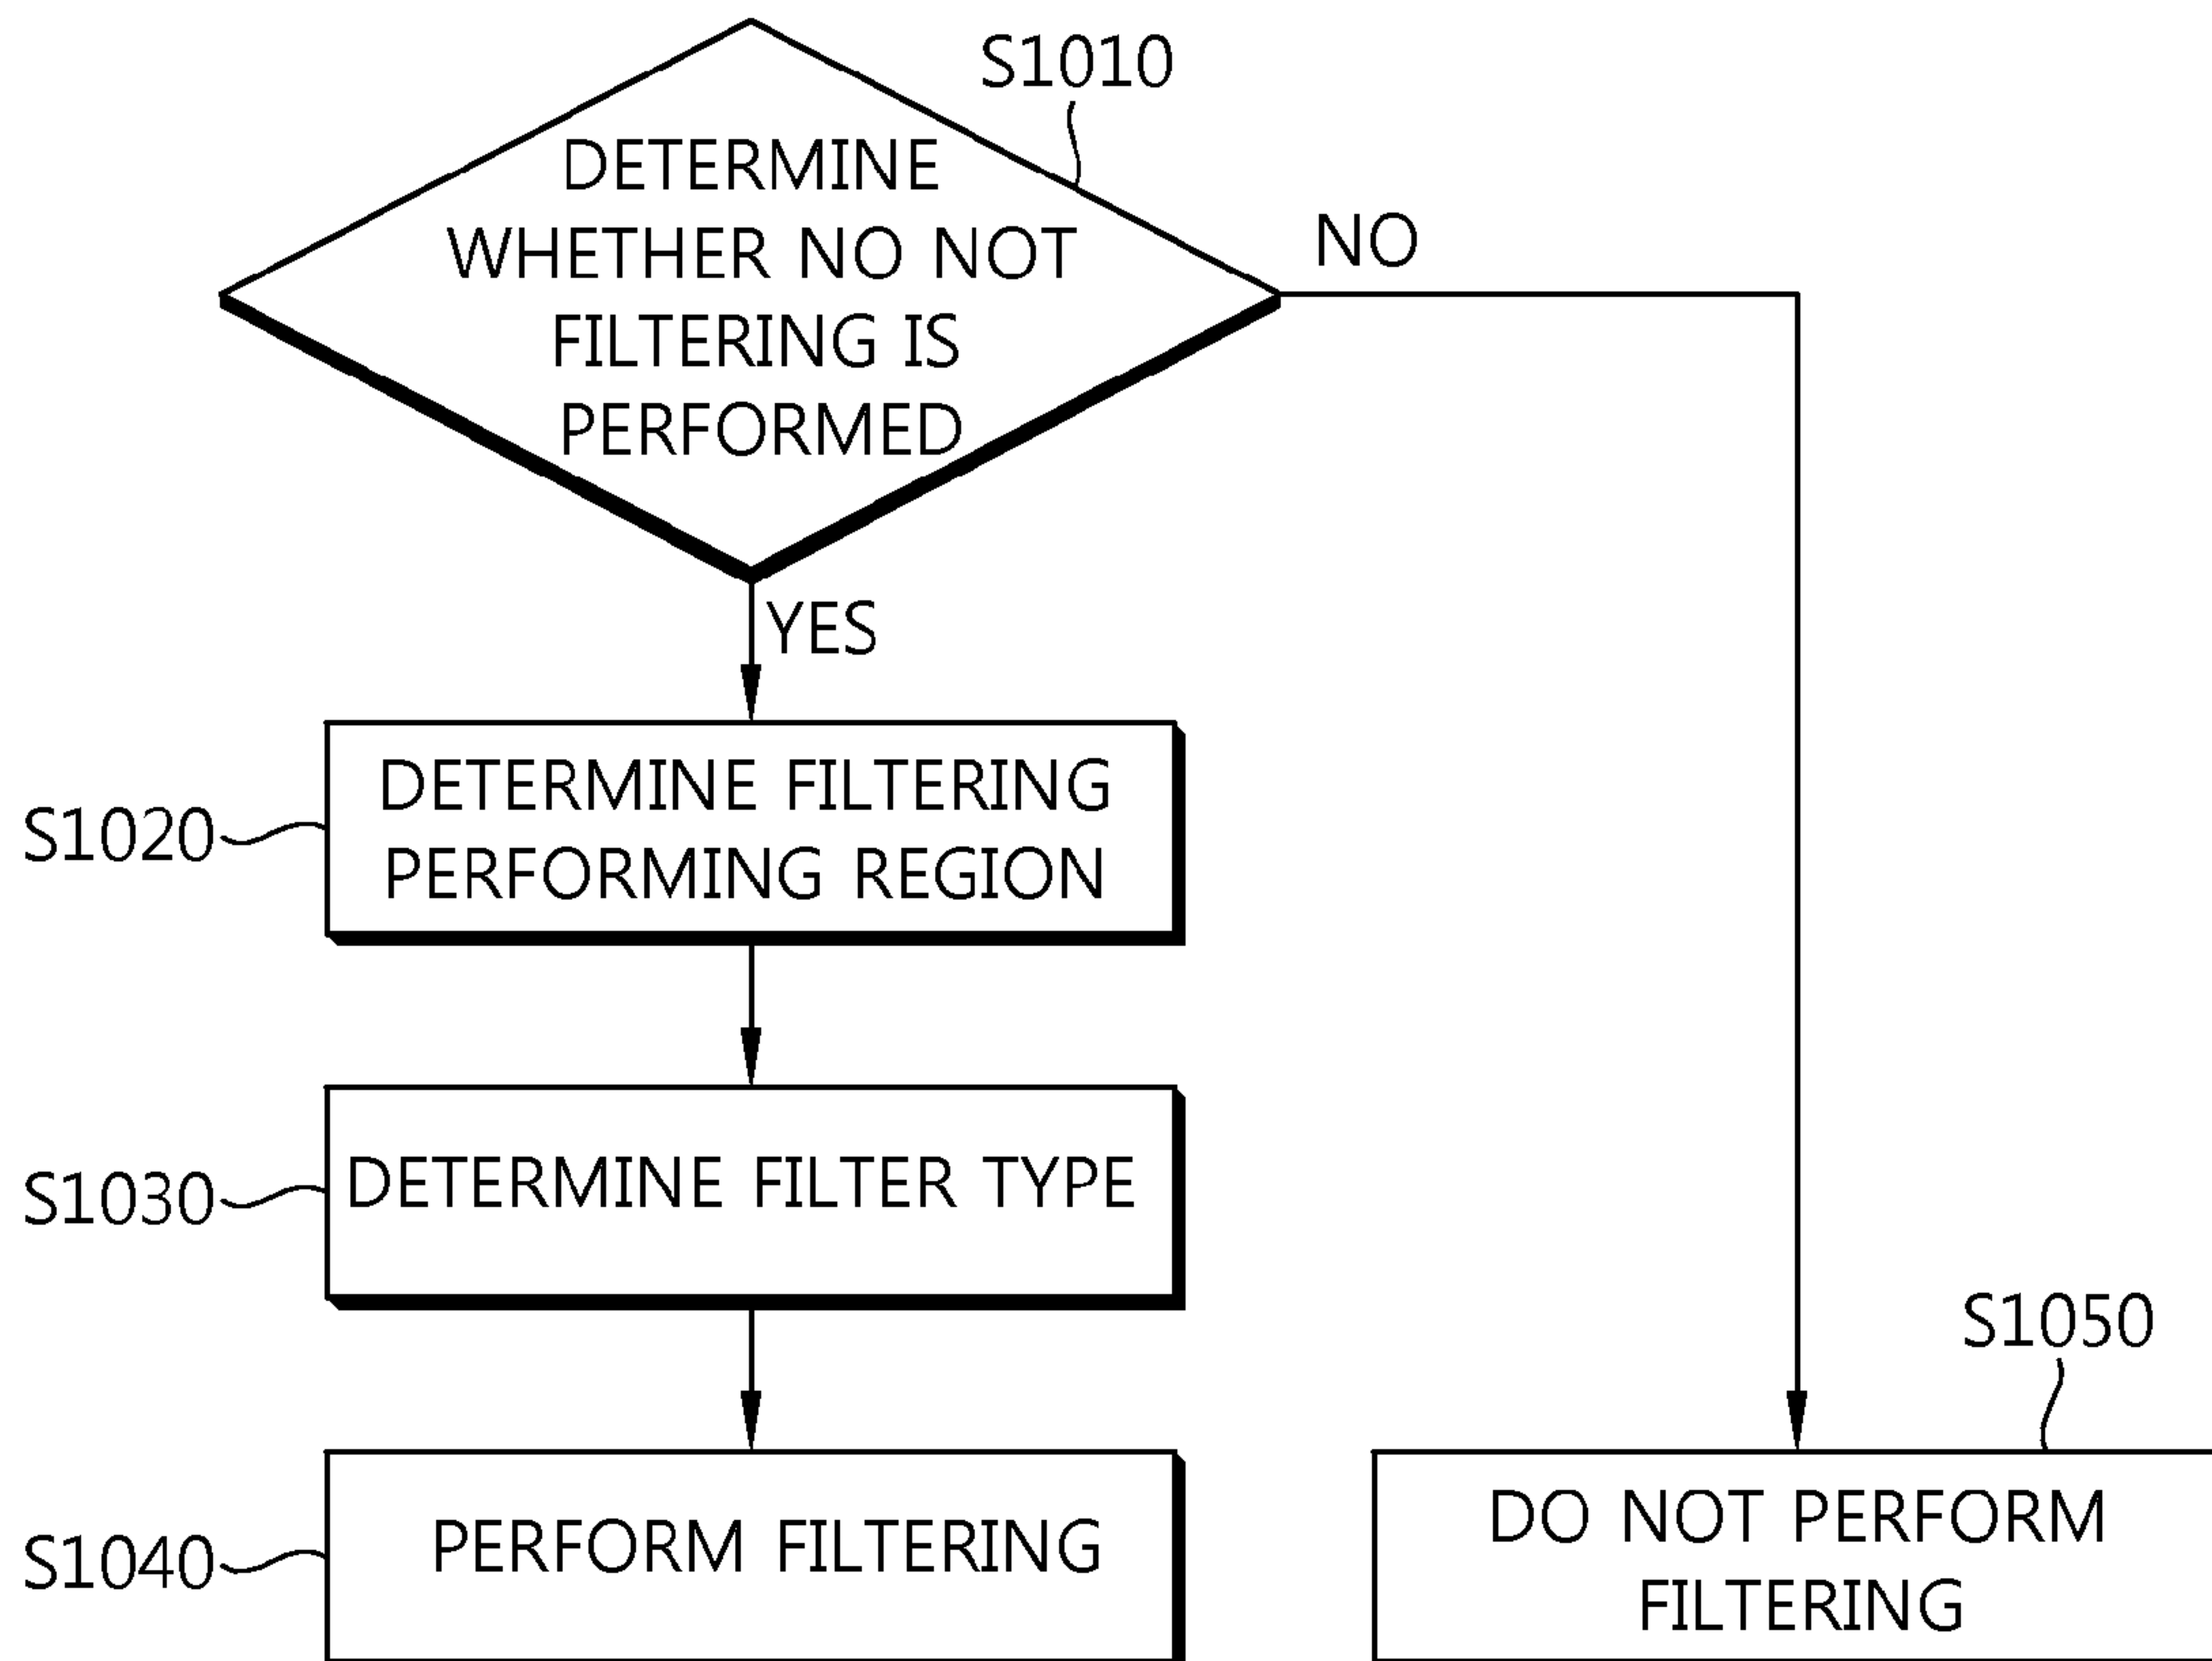 S1010
DETERMINE
WHETHER NO NOT
FILTERING IS
PERFORMED
NO
YES
S1020
DETERMINE FILTERING
PERFORMING REGION
S1030
DETERMINE FILTER TYPE
S1040
PERFORM FILTERING
S1050
DO NOT PERFORM
FILTERING